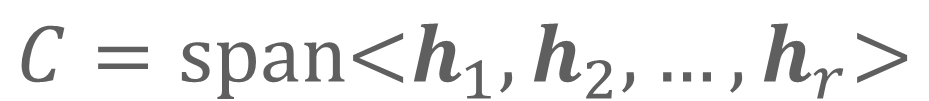 C = span<h₁, h₂, … , hᵣ>